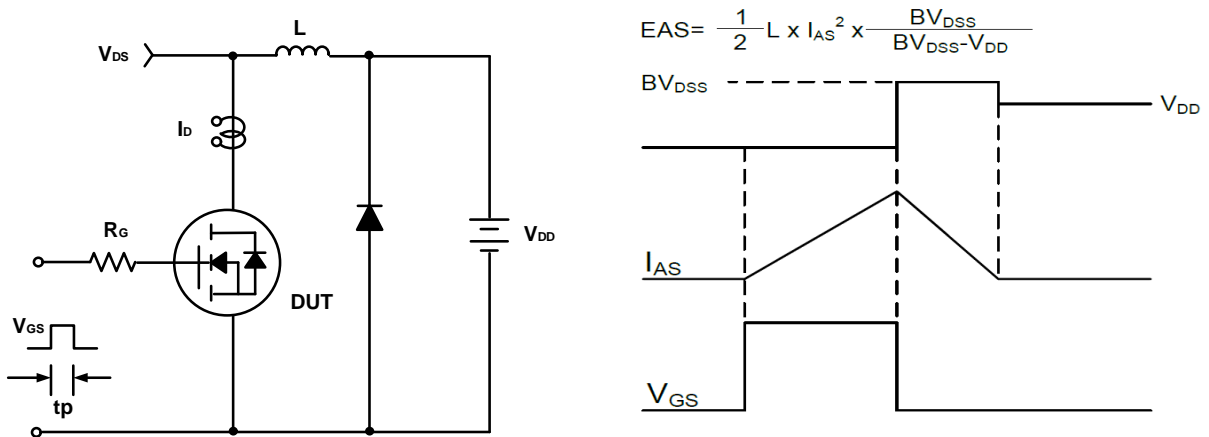 L
VDS
ID
RG
VDD
DUT
VGS
tp
EAS= 1/2 L x IAS² x BVDSS/BVDSS-VDD
BVDSS
VDD
IAS
VGS